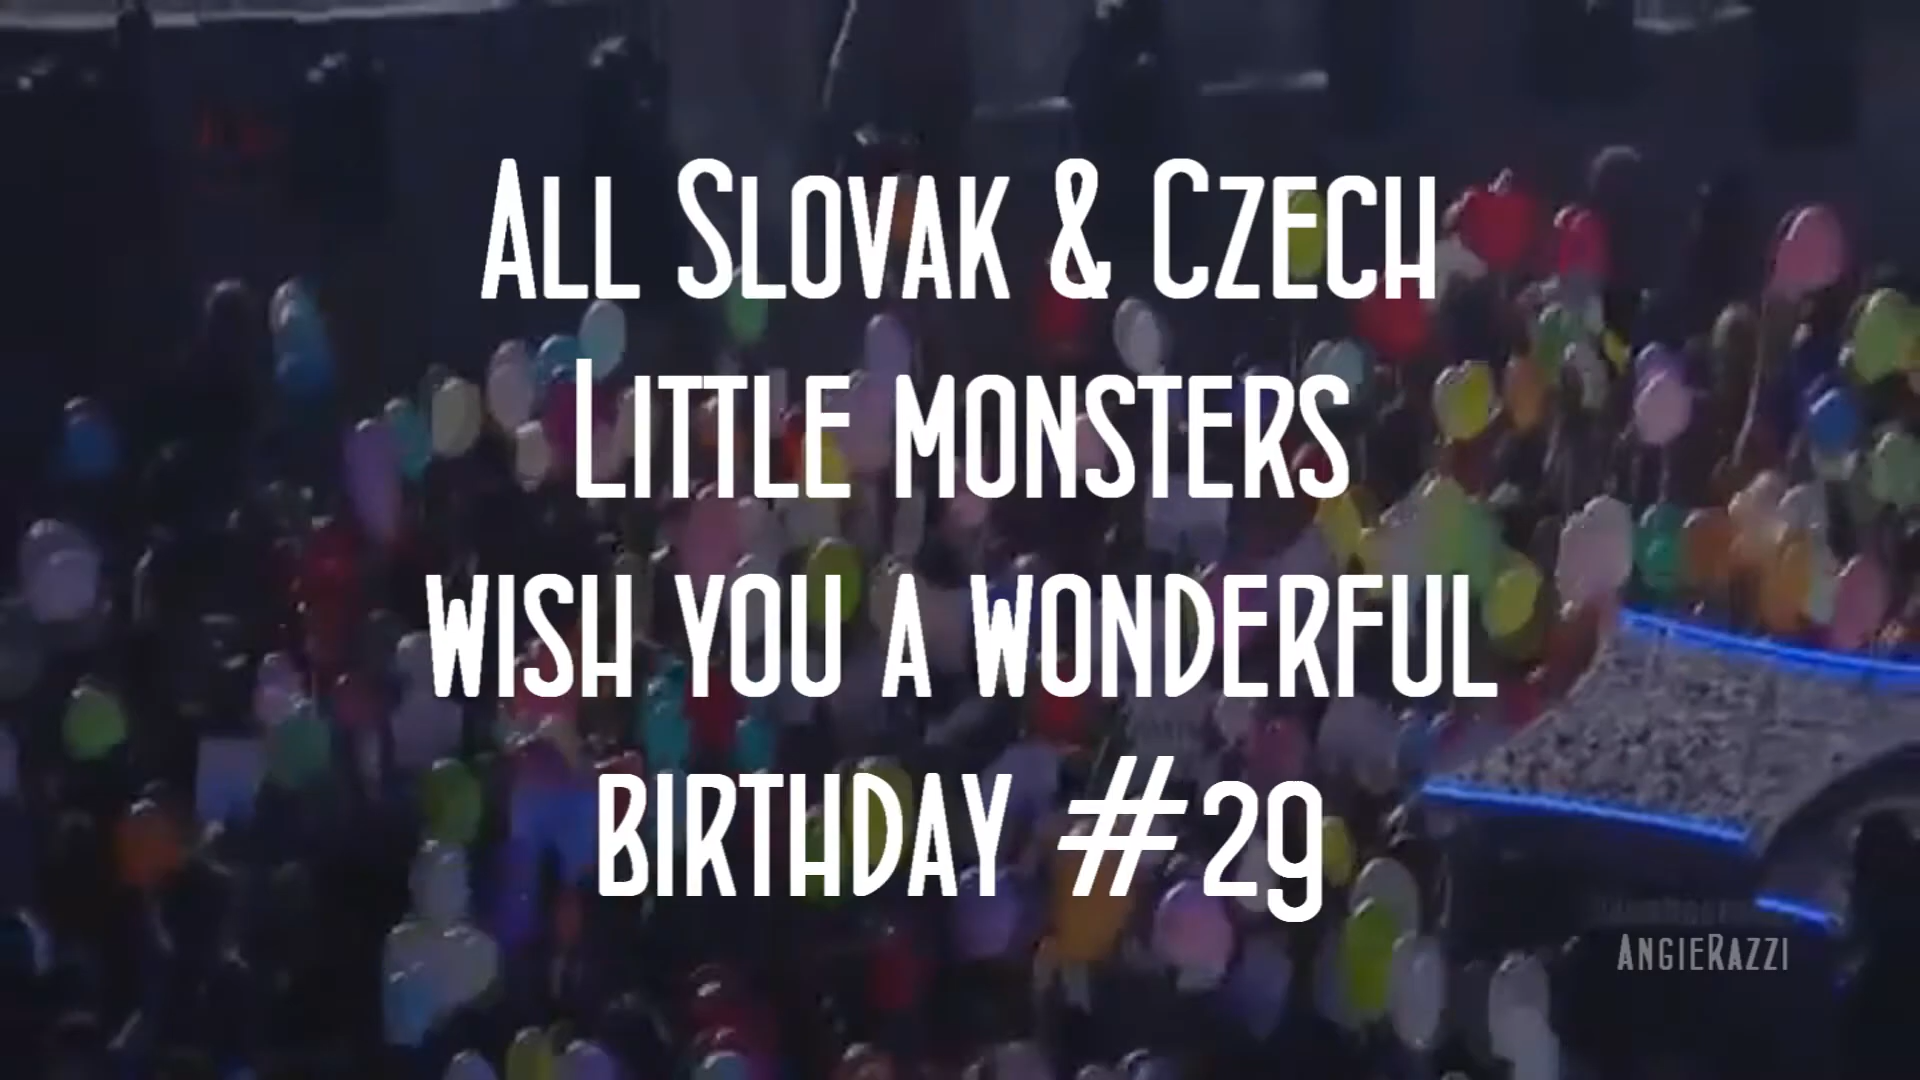 All Slovak & Czech
Little monsters
wish you a wonderful
birthday #29
AngieRazzi